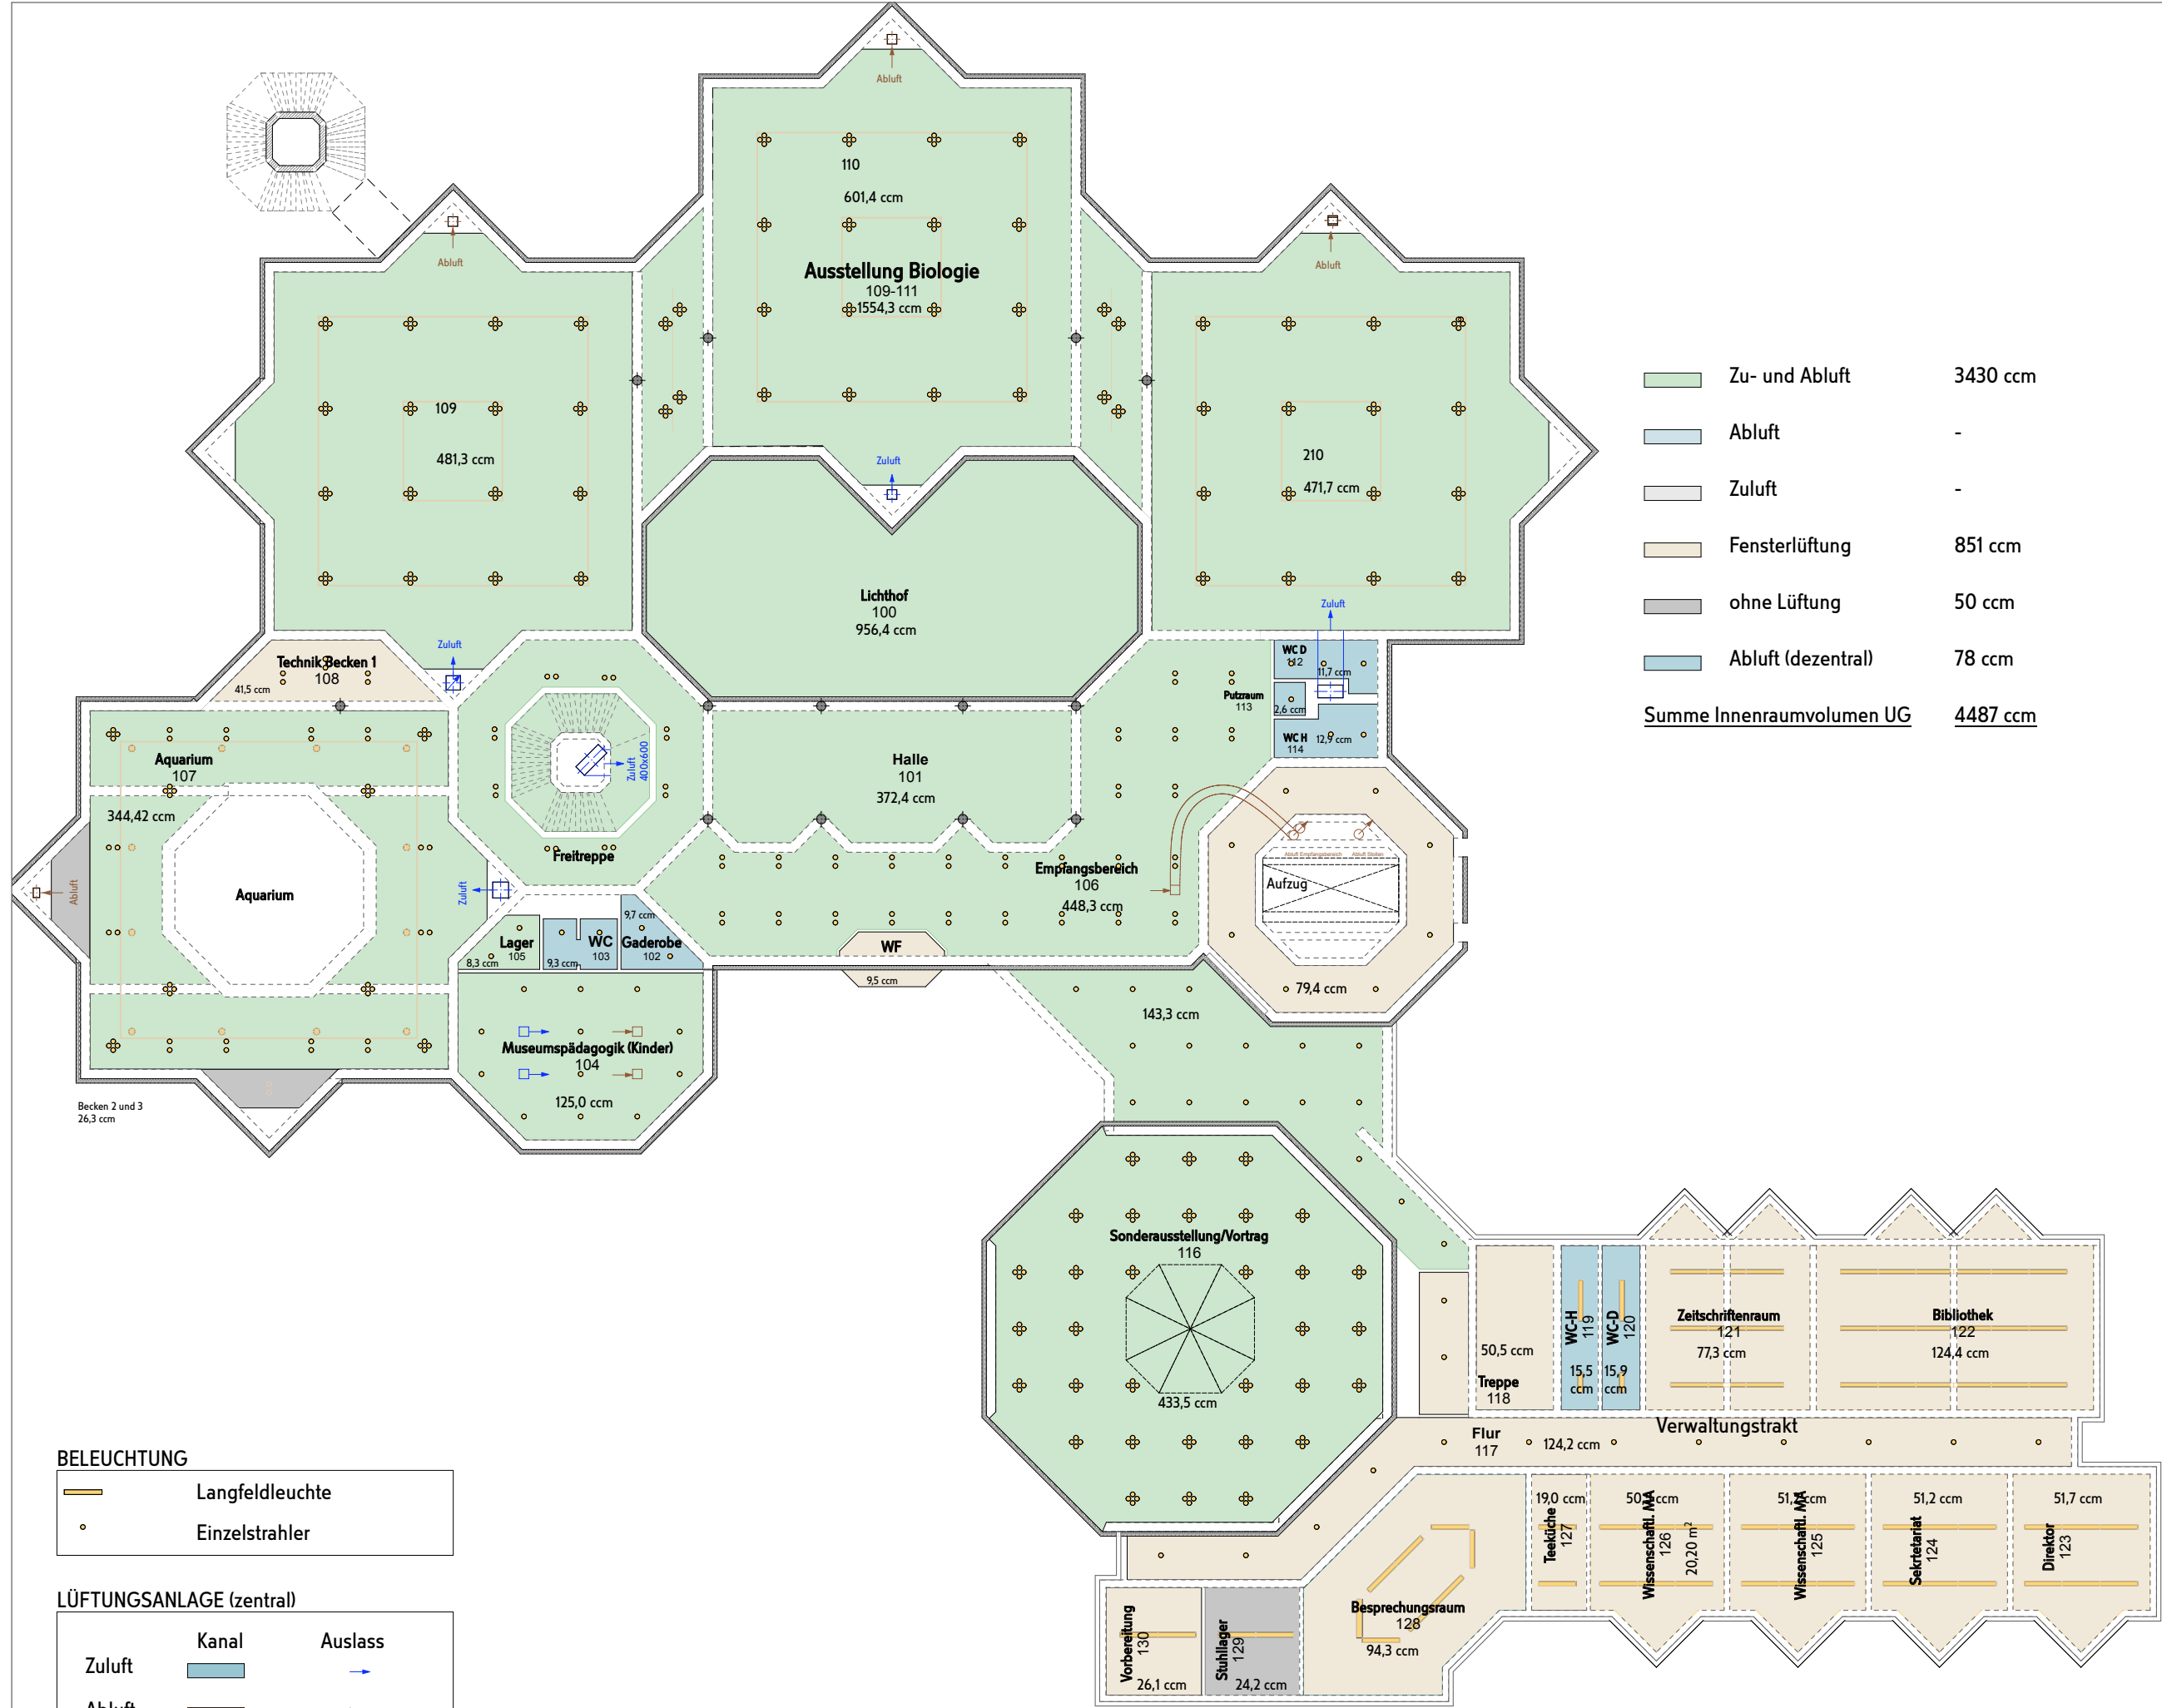 Abluft
110
601,4 ccm
Ausstellung Biologie
109-111
1554,3 ccm
Abluft
Abluft
109
481,3 ccm
Zuluft
210
471,7 ccm
Lichthof
100
956,4 ccm
Zuluft
Zuluft
Technik Becken 1
108
41,5 ccm
WC D
112
11,7 ccm
Putzraum
113
2,6 ccm
WC H
114
12,9 ccm
Aquarium
107
344,42 ccm
Zuluft
400x600
Halle
101
372,4 ccm
Freitreppe
Empfangsbereich
106
448,3 ccm
Abluft Empfangsbereich
Abluft Stollen
Aufzug
79,4 ccm
Abluft
Aquarium
Zuluft
9,7 ccm
Lager
105
8,3 ccm
WC
103
9,3 ccm
Gaderobe
102
WF
9,5 ccm
143,3 ccm
Museumspädagogik (Kinder)
104
125,0 ccm
Becken 2 und 3
26,3 ccm
Sonderausstellung/Vortrag
116
433,5 ccm
50,5 ccm
Treppe
118
WC-H
119
15,5
ccm
WC-D
120
15,9
ccm
Zeitschriftenraum
121
77,3 ccm
Bibliothek
122
124,4 ccm
Verwaltungstrakt
Flur
117
124,2 ccm
19,0 ccm
Teeküche
127
Wissenschaftl. MA
126
20,20 m²
51,2 ccm
Wissenschaftl. MA
125
51,2 ccm
Sekrtetariat
124
51,7 ccm
Direktor
123
Besprechungsraum
128
94,3 ccm
Vorbereitung
130
26,1 ccm
Stuhllager
129
24,2 ccm
Zu- und Abluft 3430 ccm
Abluft -
Zuluft -
Fensterlüftung 851 ccm
ohne Lüftung 50 ccm
Abluft (dezentral) 78 ccm
Summe Innenraumvolumen UG 4487 ccm
BELEUCHTUNG
Langfeldleuchte
Einzelstrahler
LÜFTUNGSANLAGE (zentral)
Kanal Auslass
Zuluft
Abluft